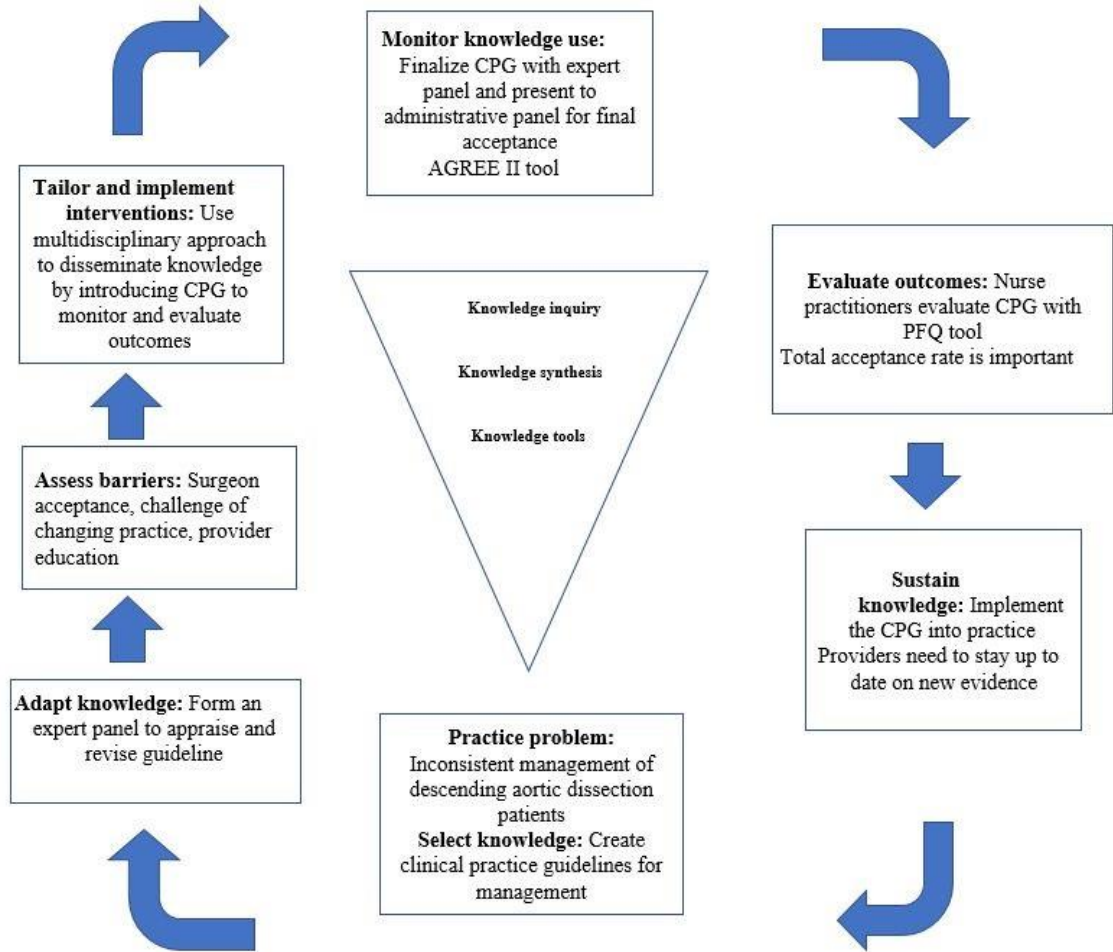 Monitor knowledge use:
Finalize CPG with expert
panel and present to
administrative panel for final
acceptance
AGREE II tool
Tailor and implement
interventions: Use
multidisciplinary approach
to disseminate knowledge
by introducing CPG to
monitor and evaluate
outcomes
Evaluate outcomes: Nurse
practitioners evaluate CPG with
PFQ tool
Total acceptance rate is important
Knowledge inquiry
Knowledge synthesis
Knowledge tools
Assess barriers: Surgeon
acceptance, challenge of
changing practice, provider
education
Sustain
knowledge: Implement
the CPG into practice
Providers need to stay up to
date on new evidence
Adapt knowledge: Form an
expert panel to appraise and
revise guideline
Practice problem:
Inconsistent management of
descending aortic dissection
patients
Select knowledge: Create
clinical practice guidelines for
management